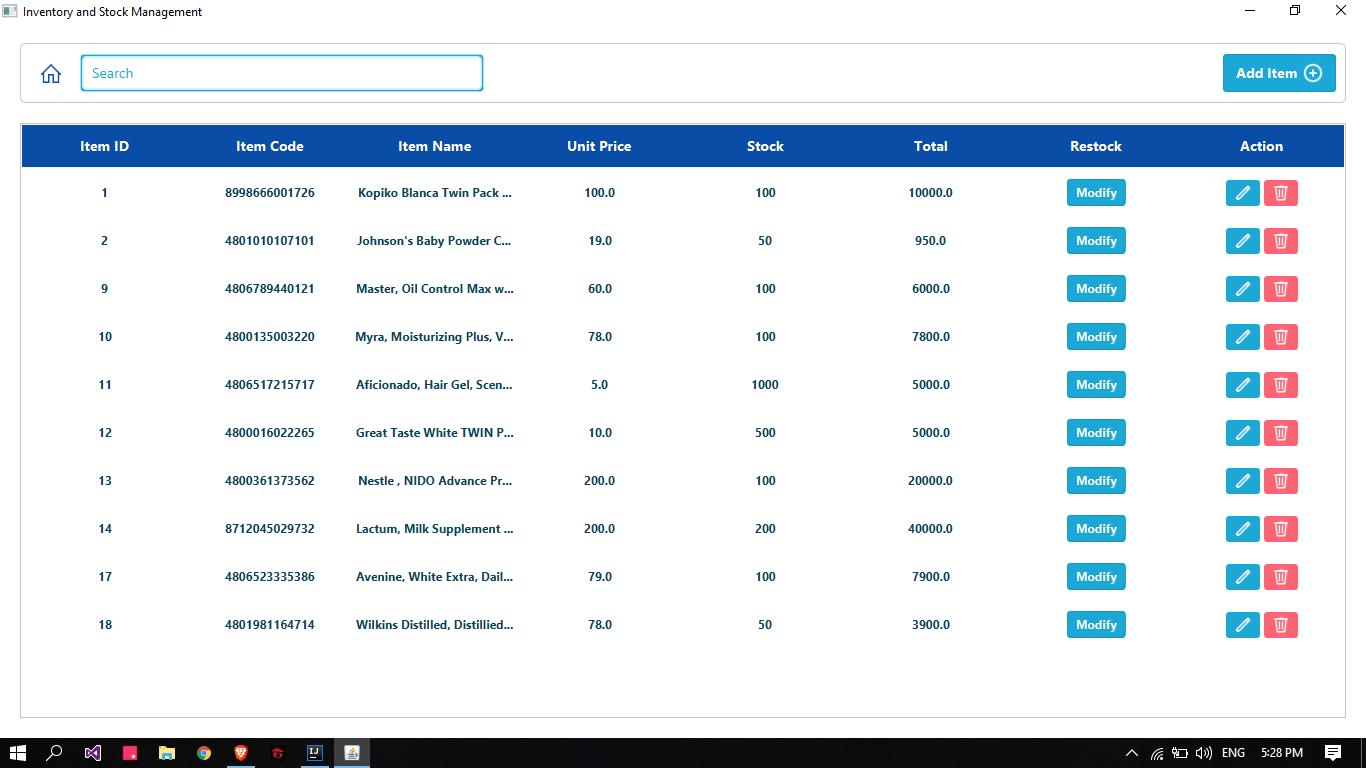 Inventory and Stock Management
Search
Add Item
Item ID Item Code Item Name Unit Price Stock Total Restock Action
1 8998666001726 Kopiko Blanca Twin Pack ... 100.0 100 10000.0 Modify
2 4801010107101 Johnson's Baby Powder C... 19.0 50 950.0 Modify
9 4806789440121 Master, Oil Control Max w... 60.0 100 6000.0 Modify
10 4800135003220 Myra, Moisturizing Plus, V... 78.0 100 7800.0 Modify
11 4806517215717 Aficionado, Hair Gel, Scen... 5.0 1000 5000.0 Modify
12 4800016022265 Great Taste White TWIN P... 10.0 500 5000.0 Modify
13 4800361373562 Nestle , NIDO Advance Pr... 200.0 100 20000.0 Modify
14 8712045029732 Lactum, Milk Supplement ... 200.0 200 40000.0 Modify
17 4806523335386 Avenine, White Extra, Dail... 79.0 100 7900.0 Modify
18 4801981164714 Wilkins Distilled, Distillied... 78.0 50 3900.0 Modify
IJ ENG 5:28 PM